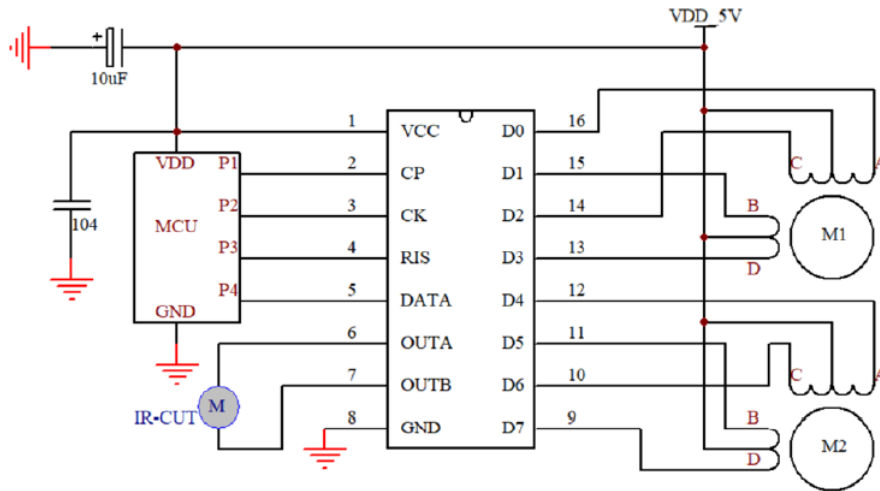 VDD_5V
+
10uF
1 VCC D0 16
VDD P1 2 CP D1 15 C A
P2 3 CK D2 14 B
104 MCU M1
P3 4 RIS D3 13 D
P4 5 DATA D4 12
GND
6 OUTA D5 11
7 OUTB D6 10 C A
IR-CUT M
8 GND D7 9 B
M2
D